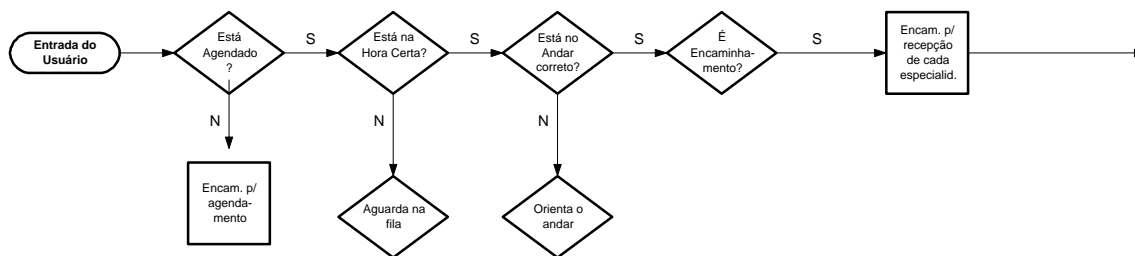 Entrada do
Usuário
Está
Agendado
?
S
Está na
Hora Certa?
S
Está no
Andar
correto?
S
É
Encaminha-
mento?
S
Encam. p/
recepção
de cada
especialid.
N
N
N
Encam. p/
agenda-
mento
Aguarda na
fila
Orienta o
andar